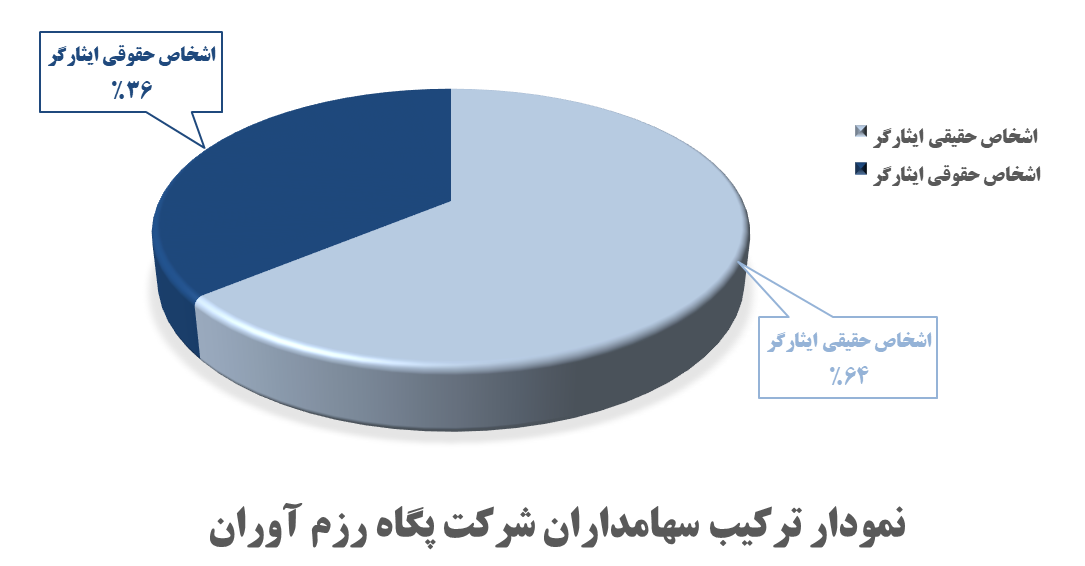 اشخاص حقوقی ایثارگر
٪۳۶
اشخاص حقیقی ایثارگر
اشخاص حقوقی ایثارگر
اشخاص حقیقی ایثارگر
٪۶۴
نمودار ترکیب سهامداران شرکت پگاه رزم آوران